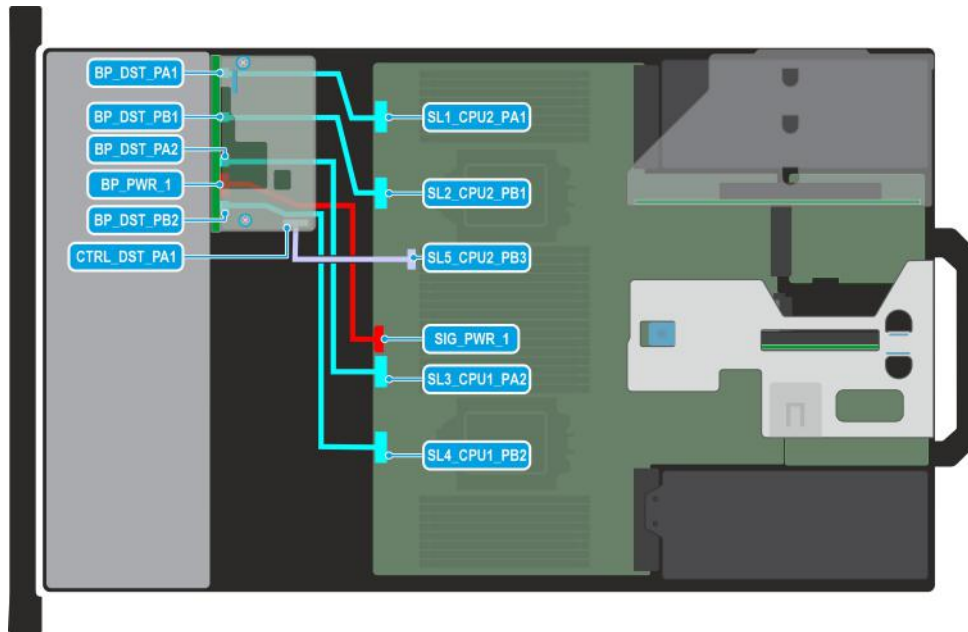 BP_DST_PA1
BP_DST_PB1
BP_DST_PA2
BP_PWR_1
BP_DST_PB2
CTRL_DST_PA1
SL1_CPU2_PA1
SL2_CPU2_PB1
SL5_CPU2_PB3
SIG_PWR_1
SL3_CPU1_PA2
SL4_CPU1_PB2